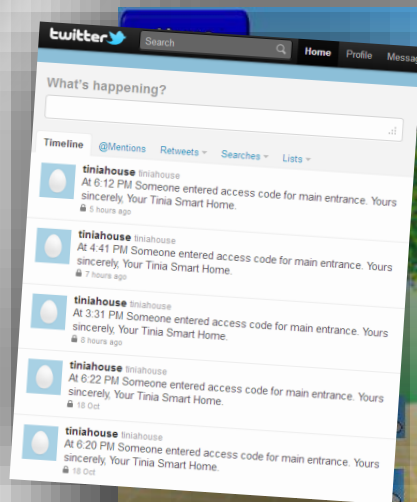 twitter
Search
Home Profile Messag
What's happening?
Timeline @Mentions Retweets Searches Lists
tiniahouse tiniahouse
At 6:12 PM Someone entered access code for main entrance. Yours
sincerely, Your Tinia Smart Home.
5 hours ago
tiniahouse tiniahouse
At 4:41 PM Someone entered access code for main entrance. Yours
sincerely, Your Tinia Smart Home.
7 hours ago
tiniahouse tiniahouse
At 3:31 PM Someone entered access code for main entrance. Yours
sincerely, Your Tinia Smart Home.
8 hours ago
tiniahouse tiniahouse
At 6:22 PM Someone entered access code for main entrance. Yours
sincerely, Your Tinia Smart Home.
18 Oct
tiniahouse tiniahouse
At 6:20 PM Someone entered access code for main entrance. Yours
sincerely, Your Tinia Smart Home.
18 Oct